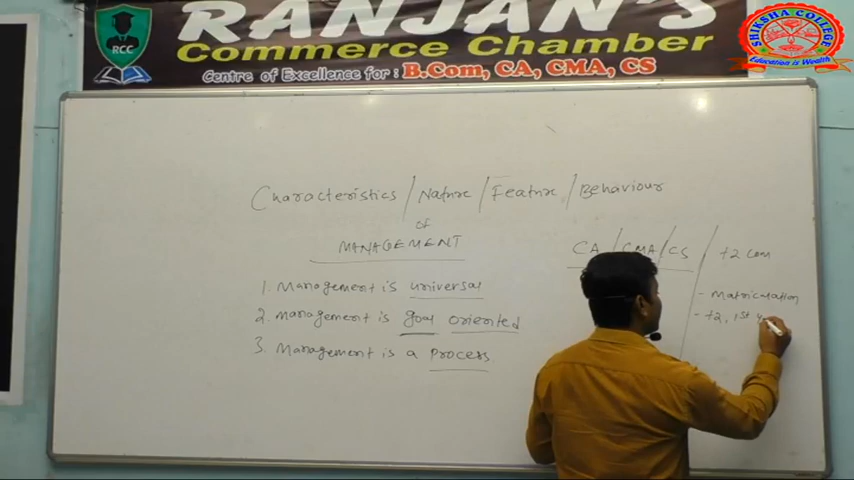 RANJAN'S
Commerce Chamber
Centre of Excellence for : B.Com, CA, CMA, CS
RCC
SHIKSHA COLLEGE
Education is Wealth
Characteristics / Nature / Feature / Behaviour
of
MANAGEMENT
1. Management is universal
2. Management is goal oriented
3. Management is a process
CA / CMA / CS / +2 Com
- Matriculation
- +2, 1st y